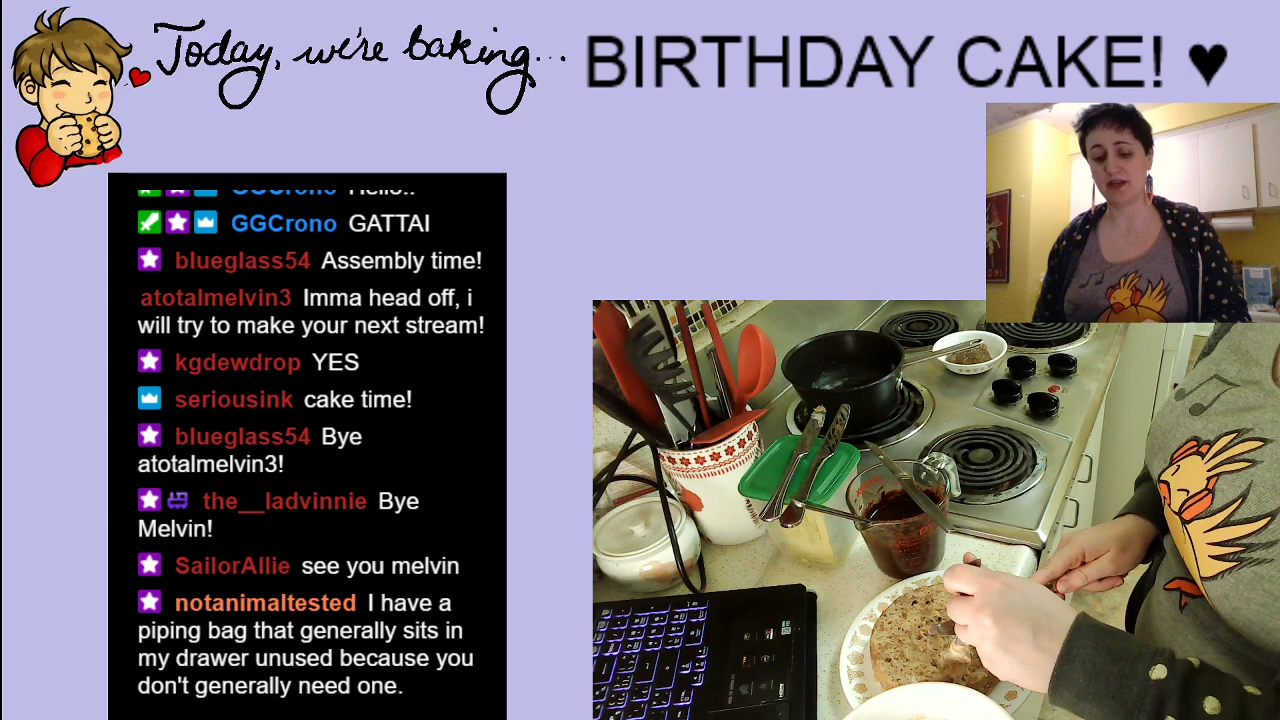 Today, we're baking... BIRTHDAY CAKE! ♥
GGCrono Hello..
GGCrono GATTAI
blueglass54 Assembly time!
atotalmelvin3 Imma head off, i
will try to make your next stream!
kgdewdrop YES
seriousink cake time!
blueglass54 Bye
atotalmelvin3!
the__ladvinnie Bye
Melvin!
SailorAllie see you melvin
notanimaltested I have a
piping bag that generally sits in
my drawer unused because you
don't generally need one.